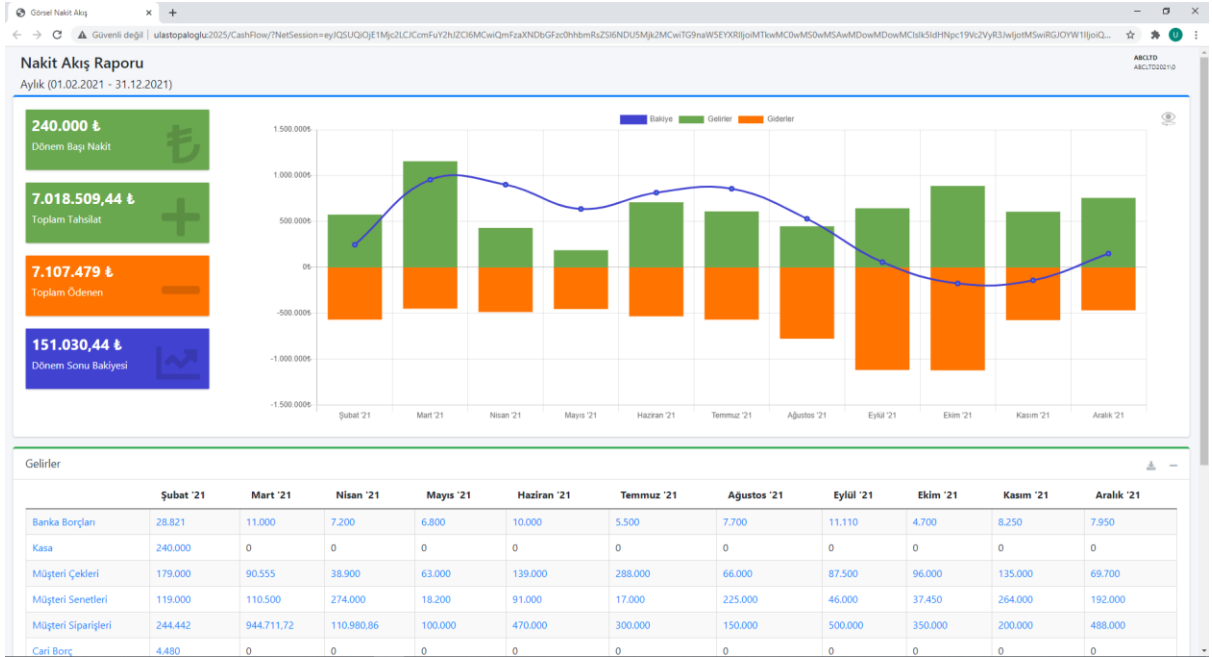 Görsel Nakit Akış
Güvenli değil
Nakit Akış Raporu
ABCLTD
ABCLTD2021\0
Aylık (01.02.2021 - 31.12.2021)
240.000 ₺
Dönem Başı Nakit
7.018.509,44 ₺
Toplam Tahsilat
7.107.479 ₺
Toplam Ödenen
151.030,44 ₺
Dönem Sonu Bakiyesi
Bakiye Gelirler Giderler
1.500.000₺
1.000.000₺
500.000₺
0₺
-500.000₺
-1.000.000₺
-1.500.000₺
Şubat '21 Mart '21 Nisan '21 Mayıs '21 Haziran '21 Temmuz '21 Ağustos '21 Eylül '21 Ekim '21 Kasım '21 Aralık '21
Gelirler
Şubat '21 Mart '21 Nisan '21 Mayıs '21 Haziran '21 Temmuz '21 Ağustos '21 Eylül '21 Ekim '21 Kasım '21 Aralık '21
Banka Borçları 28.821 11.000 7.200 6.800 10.000 5.500 7.700 11.110 4.700 8.250 7.950
Kasa 240.000 0 0 0 0 0 0 0 0 0 0
Müşteri Çekleri 179.000 90.555 38.900 63.000 139.000 288.000 66.000 87.500 96.000 135.000 69.700
Müşteri Senetleri 119.000 110.500 274.000 18.200 91.000 17.000 225.000 46.000 37.450 264.000 192.000
Müşteri Siparişleri 244.442 944.711,72 110.980,86 100.000 470.000 300.000 150.000 500.000 350.000 200.000 488.000
Cari Borç 4.480 0 0 0 0 0 0 0 0 0 0